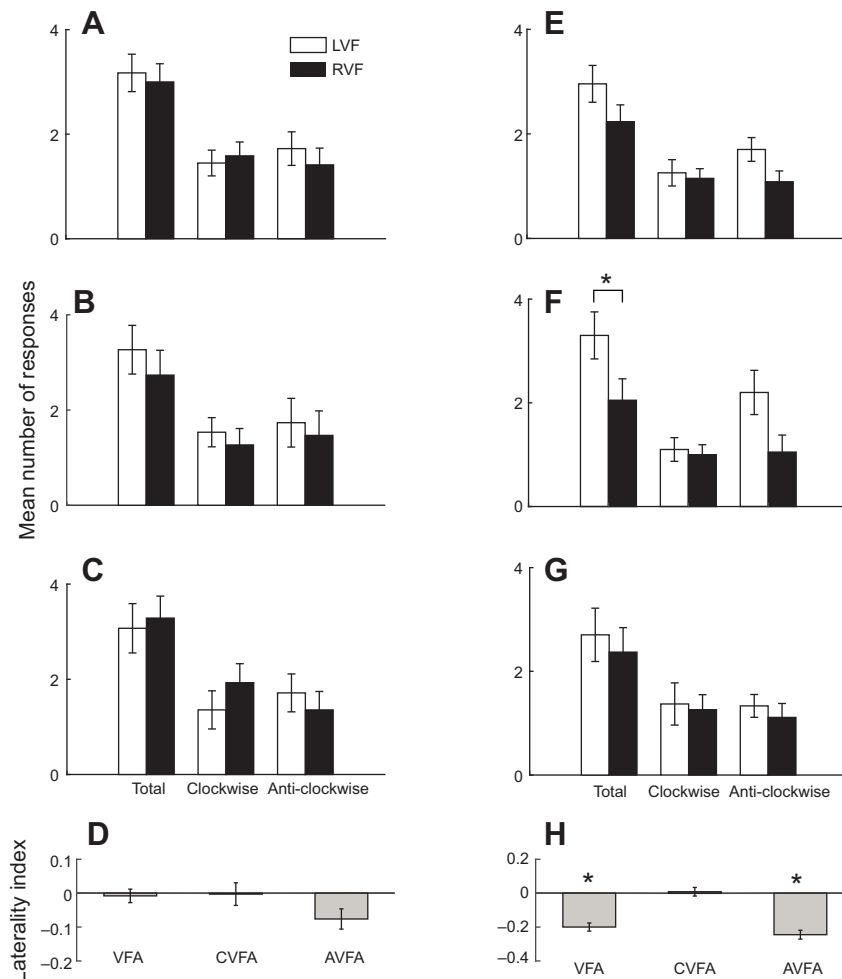 A
4
2
0
LVF
RVF
E
4
2
0
Mean number of responses
B
4
2
0
F
*
4
2
0
C
4
2
0
Total Clockwise Anti-clockwise
G
4
2
0
Total Clockwise Anti-clockwise
Laterality index
D
0.1
0
–0.1
–0.2
VFA CVFA AVFA
H
0.2
0
–0.2
–0.4
* *
VFA CVFA AVFA